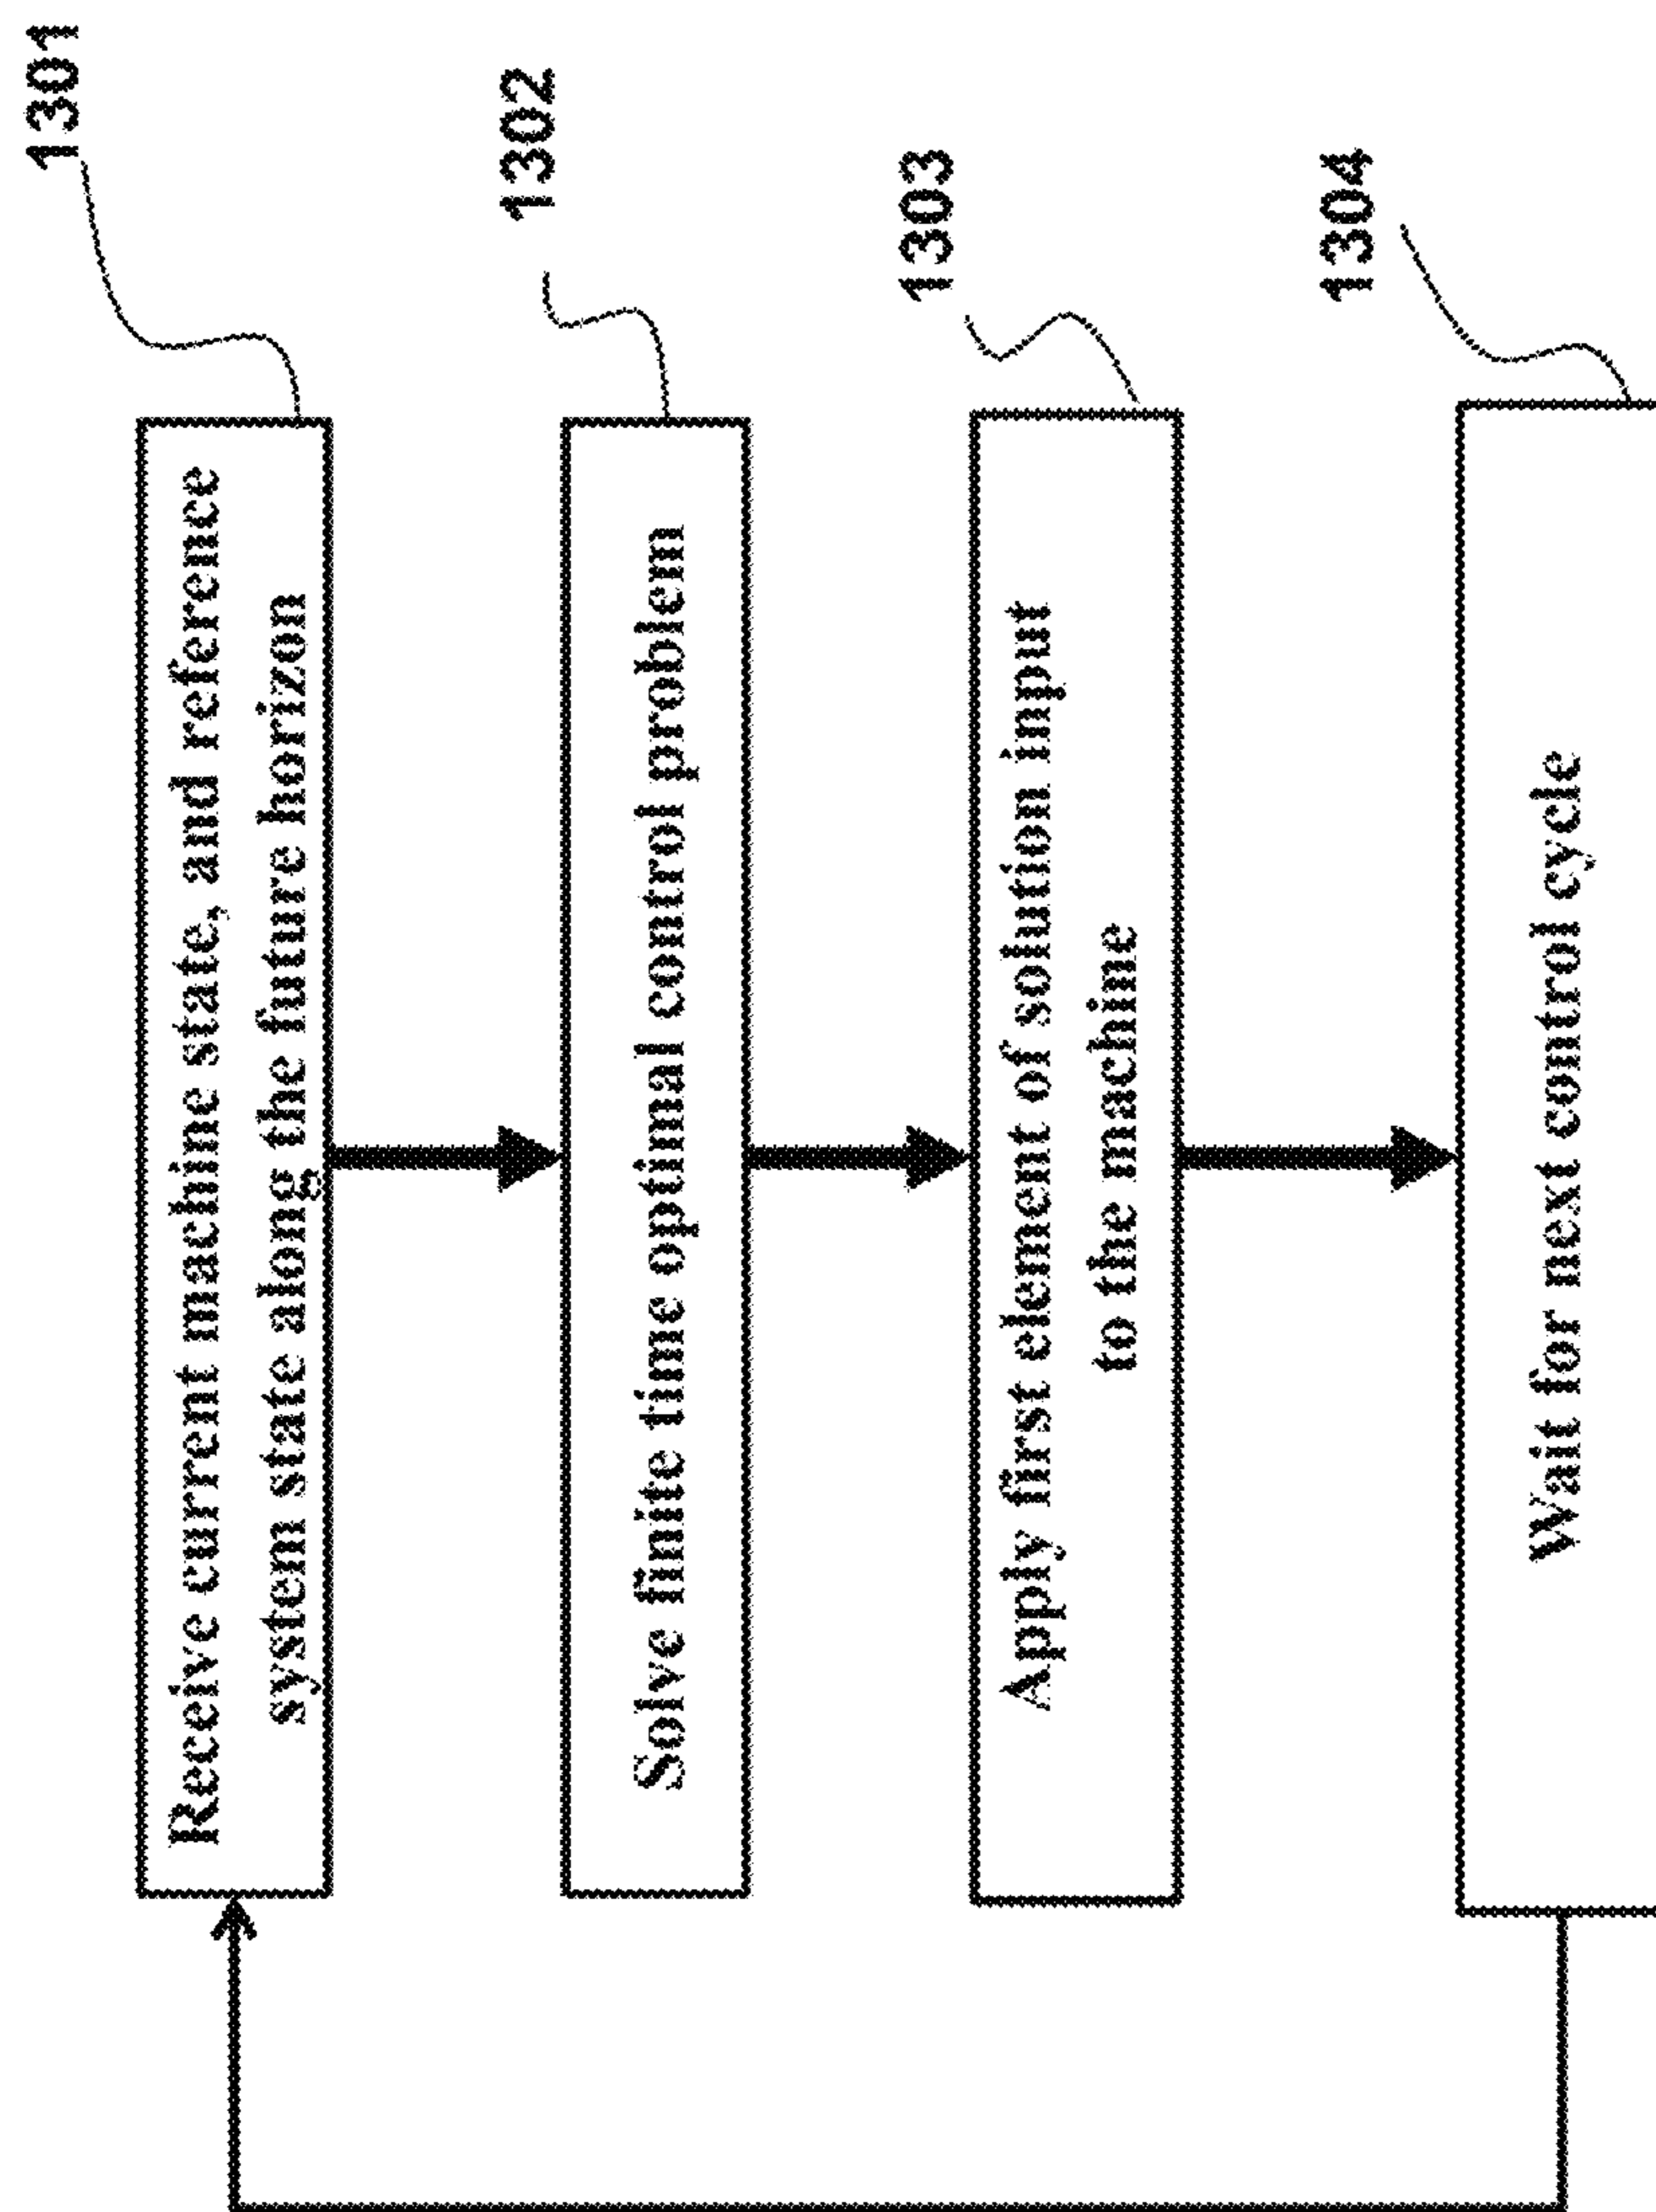 1301
Receive current machine state, and reference
system state along the future horizon
1302
Solve finite time optimal control problem
1303
Apply first element of solution input
to the machine
1304
Wait for next control cycle